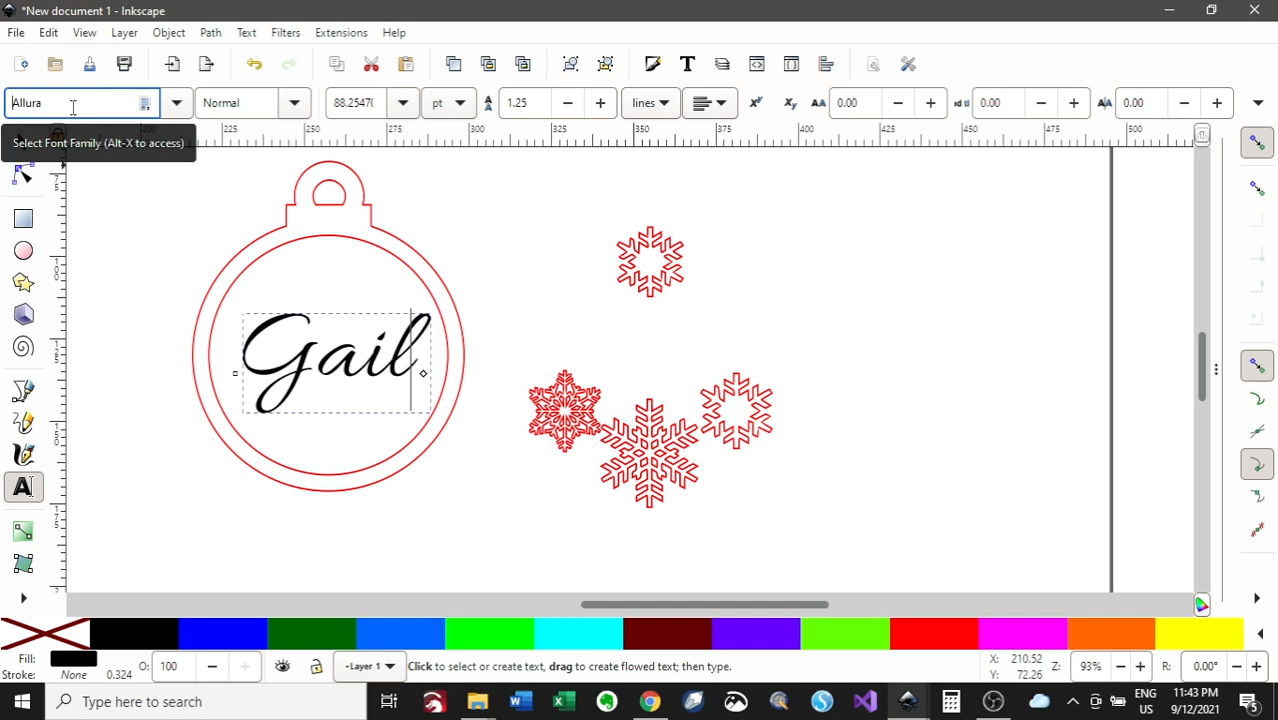 *New document 1 - Inkscape
File Edit View Layer Object Path Text Filters Extensions Help
Allura Normal 88.2547( pt 1.25 lines 0.00 0.00 0.00
Select Font Family (Alt-X to access)
200 225 250 275 300 325 350 375 400 425 450 475 500
Gail
Fill:
Stroke: None 0.324 O: 100 Layer 1 Click to select or create text, drag to create flowed text; then type. X: 210.52 Y: 72.26 Z: 93% R: 0.00°
Type here to search
ENG 11:43 PM
5 9/12/2021 5